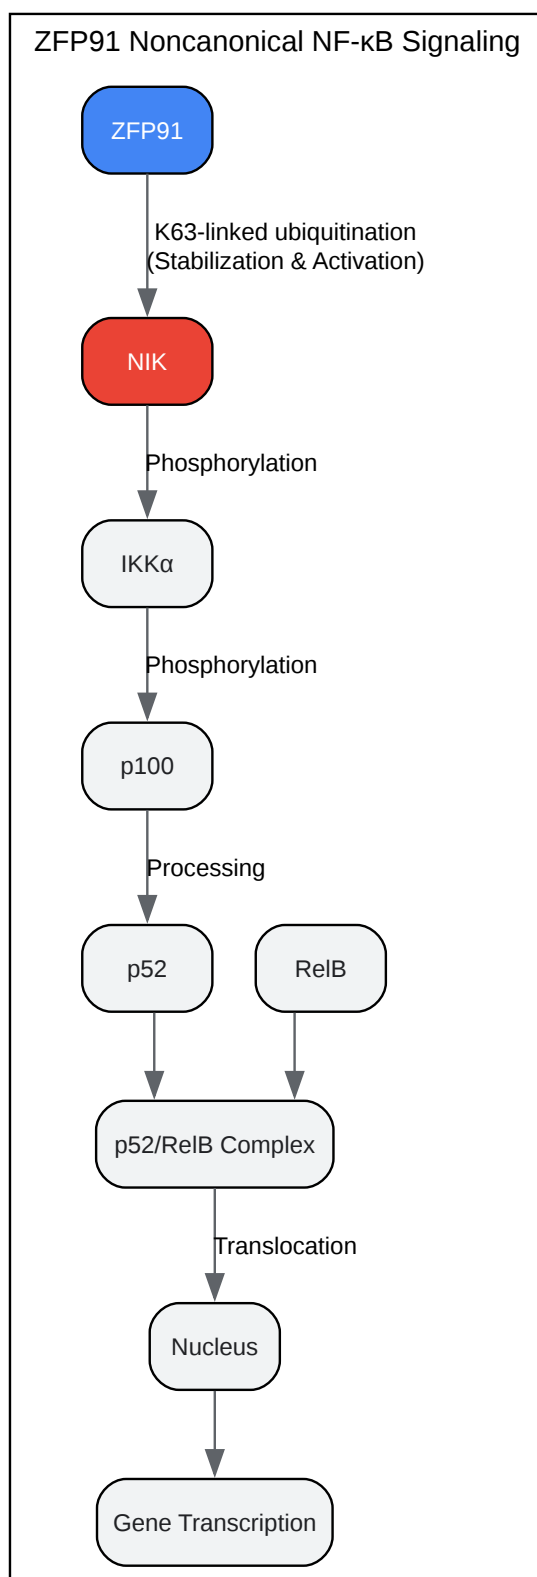 ZFP91 Noncanonical NF-κB Signaling
ZFP91
K63-linked ubiquitination
(Stabilization & Activation)
NIK
Phosphorylation
IKKα
Phosphorylation
p100
Processing
p52
RelB
p52/RelB Complex
Translocation
Nucleus
Gene Transcription